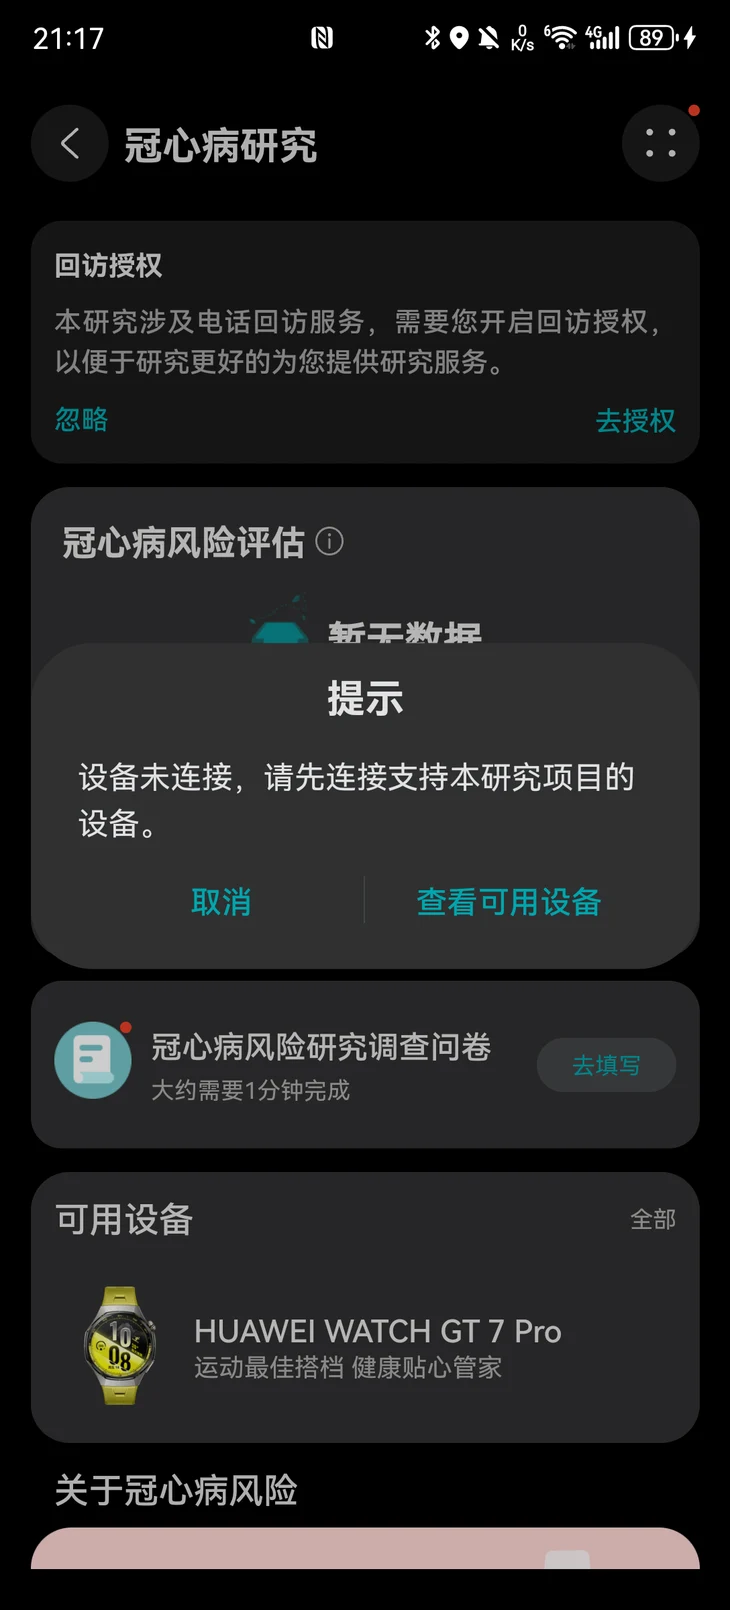 21:17
0
K/s
6
4G
89
冠心病研究
回访授权
本研究涉及电话回访服务，需要您开启回访授权，
以便于研究更好的为您提供研究服务。
忽略
去授权
冠心病风险评估
暂无数据
提示
设备未连接，请先连接支持本研究项目的
设备。
取消
查看可用设备
冠心病风险研究调查问卷
大约需要1分钟完成
去填写
可用设备
全部
10
08
HUAWEI WATCH GT 7 Pro
运动最佳搭档 健康贴心管家
关于冠心病风险